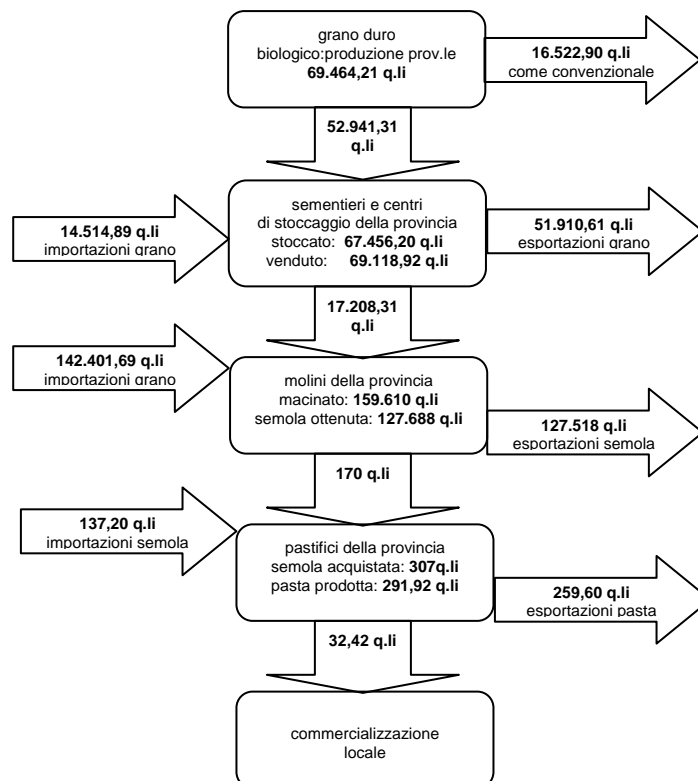 grano duro
biologico:produzione prov.le
69.464,21 q.li
16.522,90 q.li
come convenzionale
52.941,31
q.li
14.514,89 q.li
importazioni grano
sementieri e centri
di stoccaggio della provincia
stoccato: 67.456,20 q.li
venduto: 69.118,92 q.li
51.910,61 q.li
esportazioni grano
17.208,31
q.li
142.401,69 q.li
importazioni grano
molini della provincia
macinato: 159.610 q.li
semola ottenuta: 127.688 q.li
127.518 q.li
esportazioni semola
170 q.li
137,20 q.li
importazioni semola
pastifici della provincia
semola acquistata: 307q.li
pasta prodotta: 291,92 q.li
259,60 q.li
esportazioni pasta
32,42 q.li
commercializzazione
locale